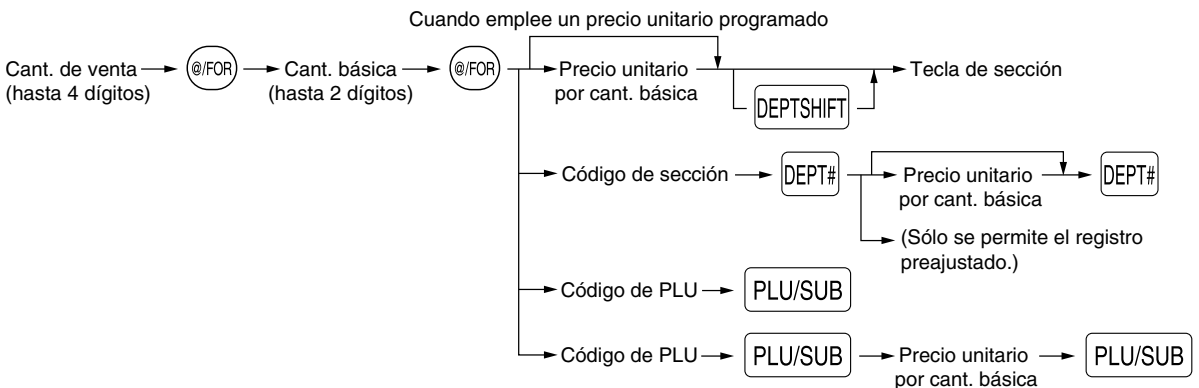 Cuando emplee un precio unitario programado
Cant. de venta
(hasta 4 dígitos)
@/FOR
Cant. básica
(hasta 2 dígitos)
@/FOR
Precio unitario
por cant. básica
DEPTSHIFT
Tecla de sección
Código de sección
DEPT#
Precio unitario
por cant. básica
DEPT#
(Sólo se permite el registro
preajustado.)
Código de PLU
PLU/SUB
Código de PLU
PLU/SUB
Precio unitario
por cant. básica
PLU/SUB